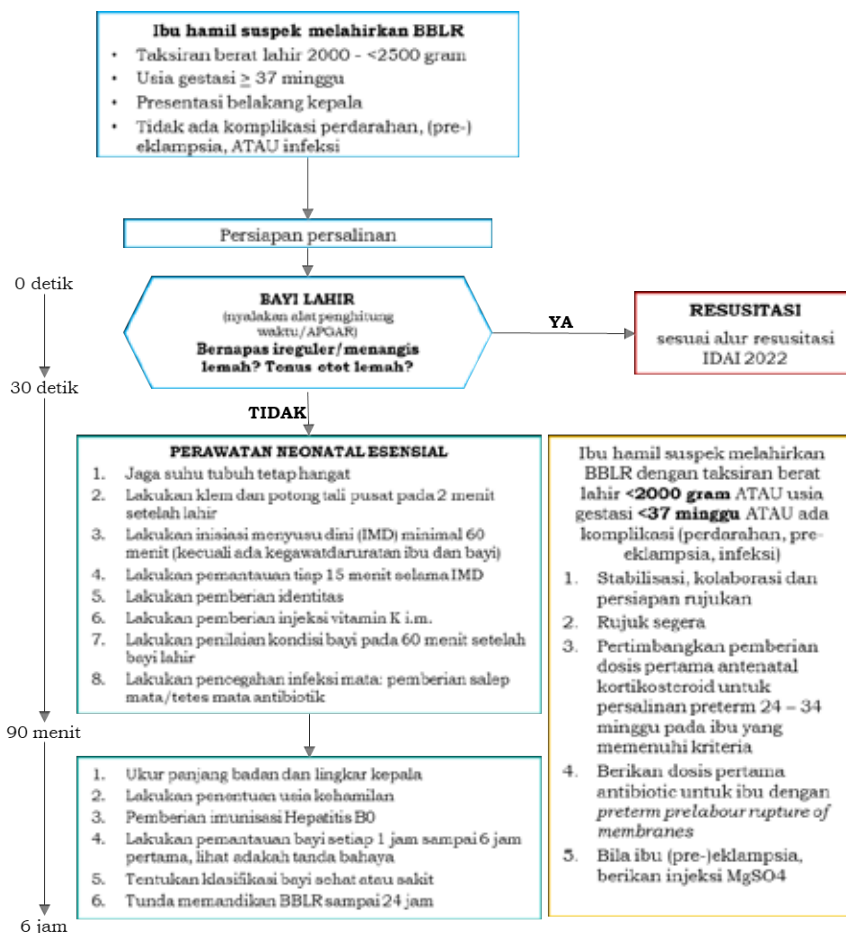 Ibu hamil suspek melahirkan BBLR
• Taksiran berat lahir 2000 - <2500 gram
• Usia gestasi ≥ 37 minggu
• Presentasi belakang kepala
• Tidak ada komplikasi perdarahan, (pre-)
eklampsia, ATAU infeksi
Persiapan persalinan
0 detik
BAYI LAHIR
(nyalakan alat penghitung
waktu/APGAR)
Bernapas ireguler/menangis
lemah? Tonus otot lemah?
YA
RESUSITASI
sesuai alur resusitasi
IDAI 2022
30 detik
TIDAK
PERAWATAN NEONATAL ESENSIAL
1. Jaga suhu tubuh tetap hangat
2. Lakukan klem dan potong tali pusat pada 2 menit
setelah lahir
3. Lakukan inisiasi menyusu dini (IMD) minimal 60
menit (kecuali ada kegawatdaruratan ibu dan bayi)
4. Lakukan pemantauan tiap 15 menit selama IMD
5. Lakukan pemberian identitas
6. Lakukan pemberian injeksi vitamin K i.m.
7. Lakukan penilaian kondisi bayi pada 60 menit setelah
bayi lahir
8. Lakukan pencegahan infeksi mata: pemberian salep
mata/tetes mata antibiotik
90 menit
1. Ukur panjang badan dan lingkar kepala
2. Lakukan penentuan usia kehamilan
3. Pemberian imunisasi Hepatitis B0
4. Lakukan pemantauan bayi setiap 1 jam sampai 6 jam
pertama, lihat adakah tanda bahaya
5. Tentukan klasifikasi bayi sehat atau sakit
6. Tunda memandikan BBLR sampai 24 jam
6 jam
Ibu hamil suspek melahirkan
BBLR dengan taksiran berat
lahir <2000 gram ATAU usia
gestasi <37 minggu ATAU ada
komplikasi (perdarahan, pre-
eklampsia, infeksi)
1. Stabilisasi, kolaborasi dan
persiapan rujukan
2. Rujuk segera
3. Pertimbangkan pemberian
dosis pertama antenatal
kortikosteroid untuk
persalinan preterm 24 – 34
minggu pada ibu yang
memenuhi kriteria
4. Berikan dosis pertama
antibiotic untuk ibu dengan
preterm prelabour rupture of
membranes
5. Bila ibu (pre-)eklampsia,
berikan injeksi MgSO4